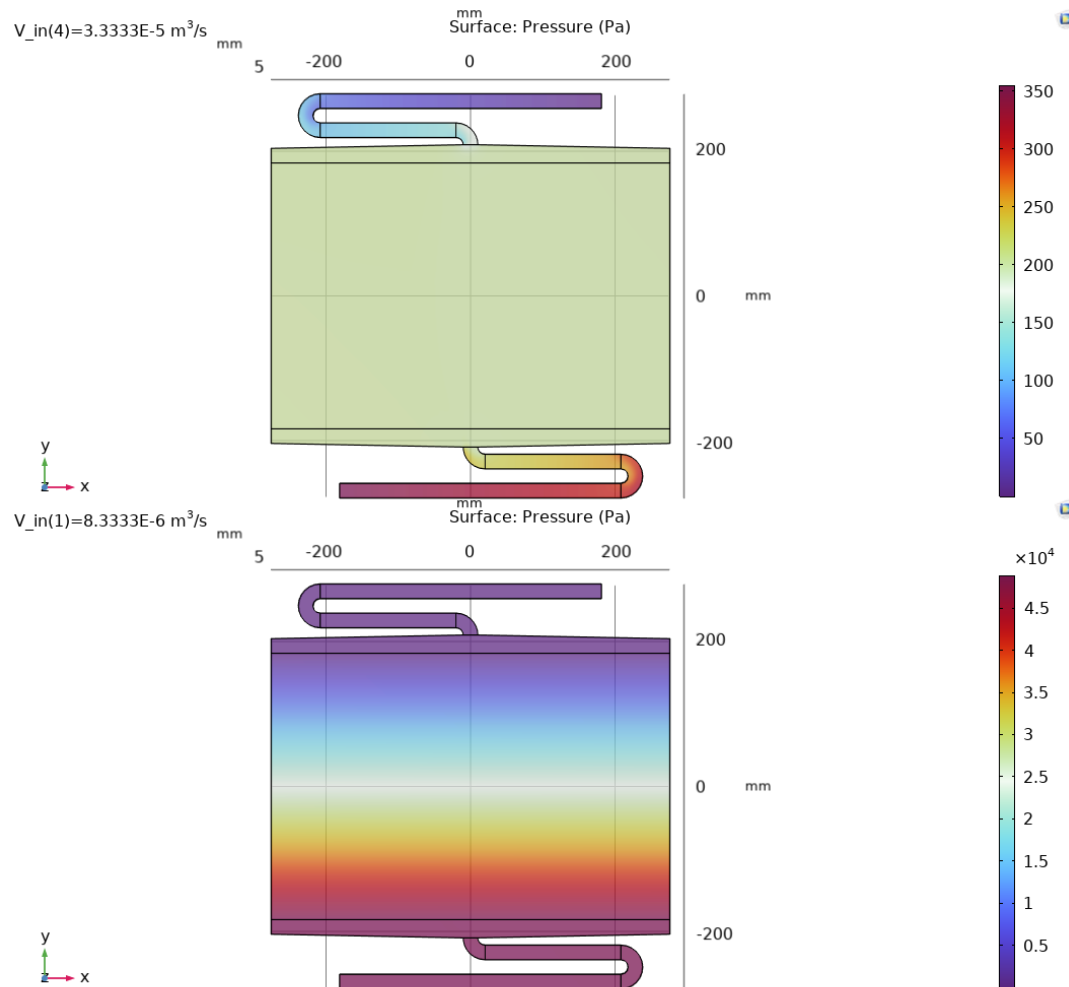 mm
V_in(4)=3.3333E-5 m³/s
Surface: Pressure (Pa)
mm
5
-200
0
200
350
300
250
200
150
100
50
200
0
mm
-200
y
z
x
mm
V_in(1)=8.3333E-6 m³/s
Surface: Pressure (Pa)
mm
5
-200
0
200
×10⁴
4.5
4
3.5
3
2.5
2
1.5
1
0.5
200
0
mm
-200
y
z
x